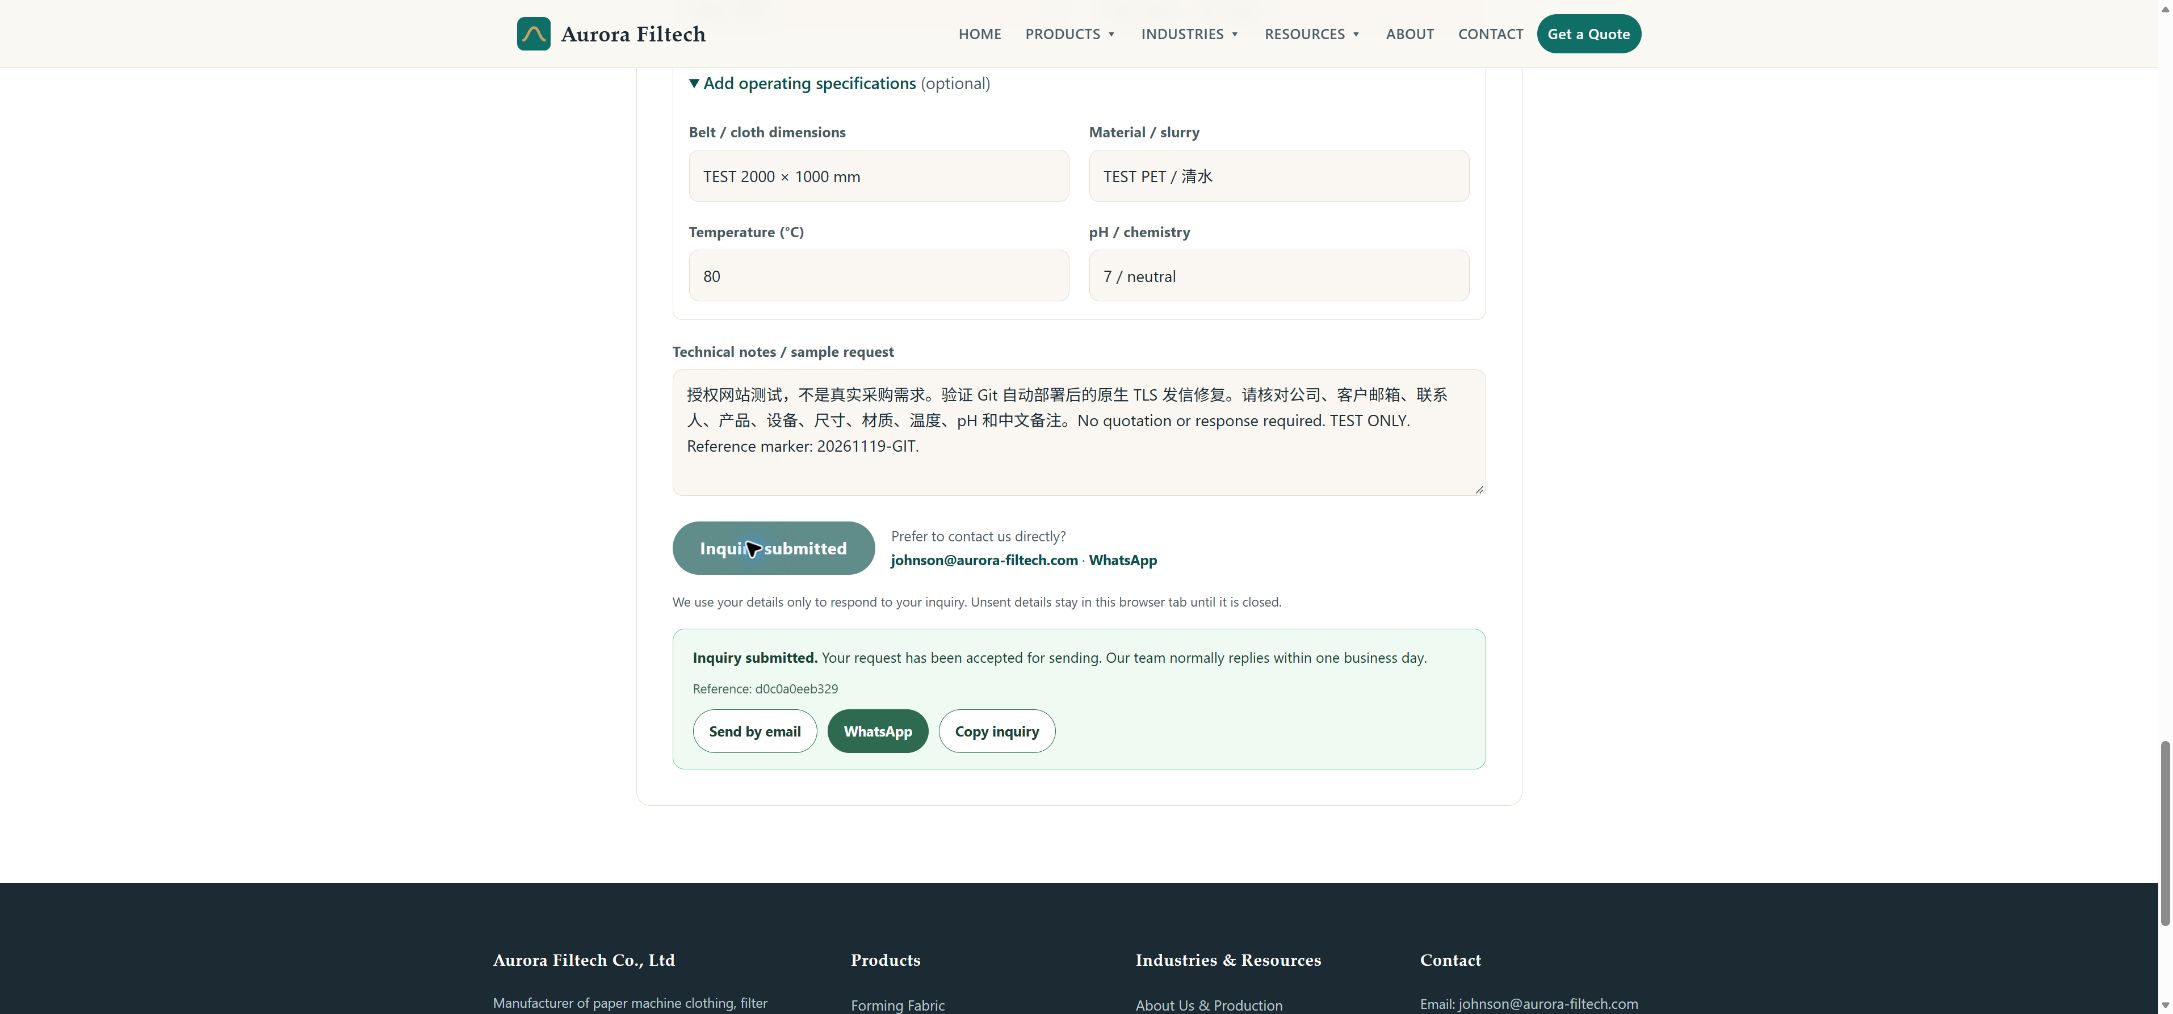 Aurora Filtech
HOME PRODUCTS ▼ INDUSTRIES ▼ RESOURCES ▼ ABOUT CONTACT Get a Quote
▼ Add operating specifications (optional)
Belt / cloth dimensions
TEST 2000 × 1000 mm
Material / slurry
TEST PET / 清水
Temperature (°C)
80
pH / chemistry
7 / neutral
Technical notes / sample request
授权网站测试，不是真实采购需求。验证 Git 自动部署后的原生 TLS 发信修复。请核对公司、客户邮箱、联系
人、产品、设备、尺寸、材质、温度、pH 和中文备注。No quotation or response required. TEST ONLY.
Reference marker: 20261119-GIT.
Inquiry submitted
Prefer to contact us directly?
johnson@aurora-filtech.com · WhatsApp
We use your details only to respond to your inquiry. Unsent details stay in this browser tab until it is closed.
Inquiry submitted. Your request has been accepted for sending. Our team normally replies within one business day.
Reference: d0c0a0eeb329
Send by email WhatsApp Copy inquiry
Aurora Filtech Co., Ltd
Manufacturer of paper machine clothing, filter
Products
Forming Fabric
Industries & Resources
About Us & Production
Contact
Email: johnson@aurora-filtech.com